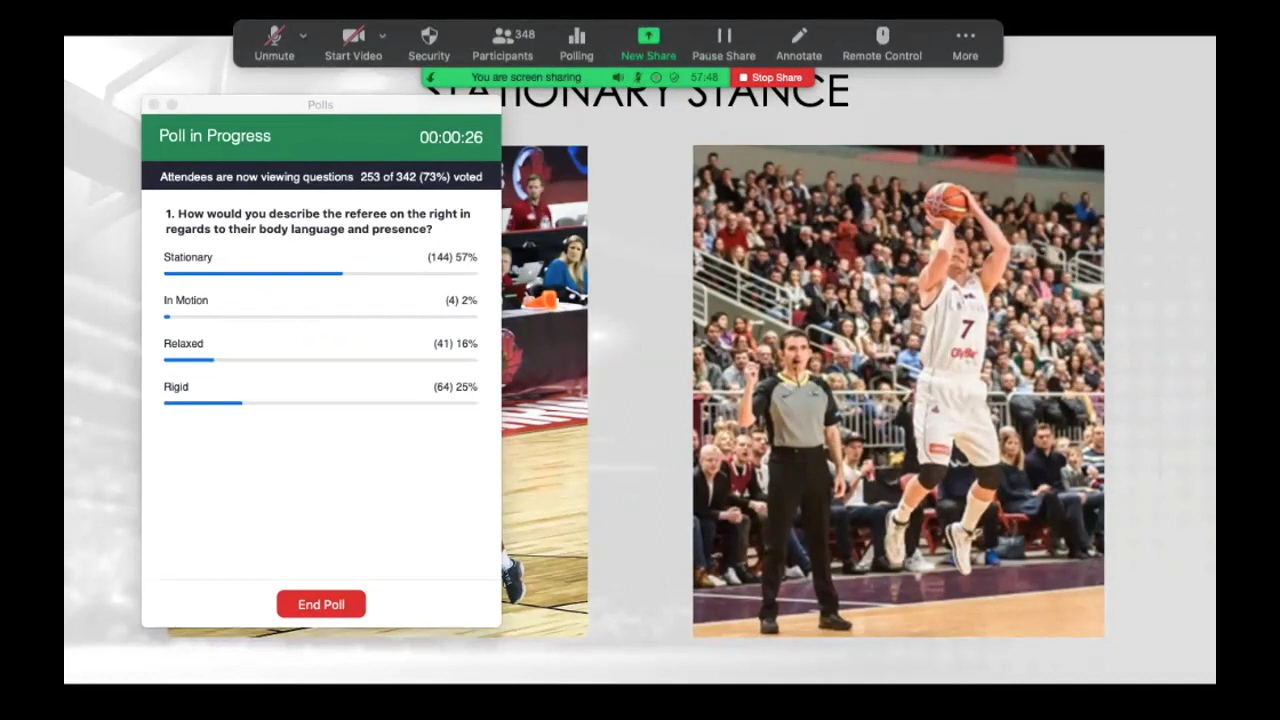 Unmute
Start Video
Security
348
Participants
Polling
New Share
Pause Share
Annotate
Remote Control
More
You are screen sharing
57:48
Stop Share
STATIONARY STANCE
Polls
Poll in Progress
00:00:26
Attendees are now viewing questions 253 of 342 (73%) voted
1. How would you describe the referee on the right in
regards to their body language and presence?
Stationary (144) 57%
In Motion (4) 2%
Relaxed (41) 16%
Rigid (64) 25%
End Poll
7
OlyBet